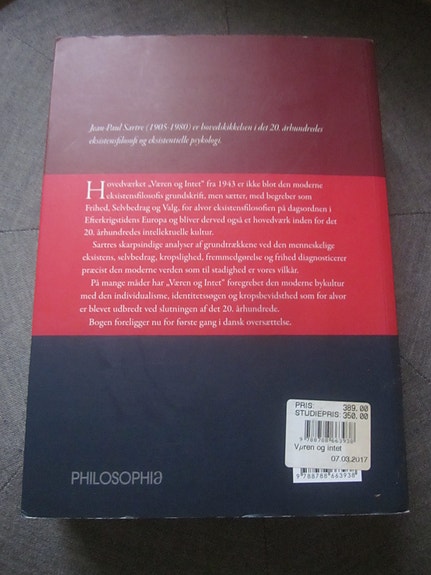 Jean-Paul Sartre (1905-1980) er hovedskikkelsen i det 20. århundredes
eksistensfilosofi og eksistentielle psykologi.
Hovedværket „Væren og Intet“ fra 1943 er ikke blot den moderne
eksistensfilosofis grundskrift, men sætter, med begreber som
Frihed, Selvbedrag og Valg, for alvor eksistensfilosofien på dagsordnen i
Efterkrigstidens Europa og bliver derved også et hovedværk inden for det
20. århundredes intellektuelle kultur.
Sartres skarpsindige analyser af grundtrækkene ved den menneskelige
eksistens, selvbedrag, kropslighed, fremmedgørelse og frihed diagnosticerer
præcist den moderne verden som til stadighed er vores vilkår.
På mange måder har „Væren og Intet“ foregrebet den moderne bykultur
med den individualisme, identitetssøgen og kropsbevidsthed som for alvor
er blevet udbredt ved slutningen af det 20. århundrede.
Bogen foreligger nu for første gang i dansk oversættelse.
PRIS: 389.00
STUDIEPRIS: 350.00
9788788663938
Væren og intet
07.03.2017
9 788788 663938
PHILOSOPHIA